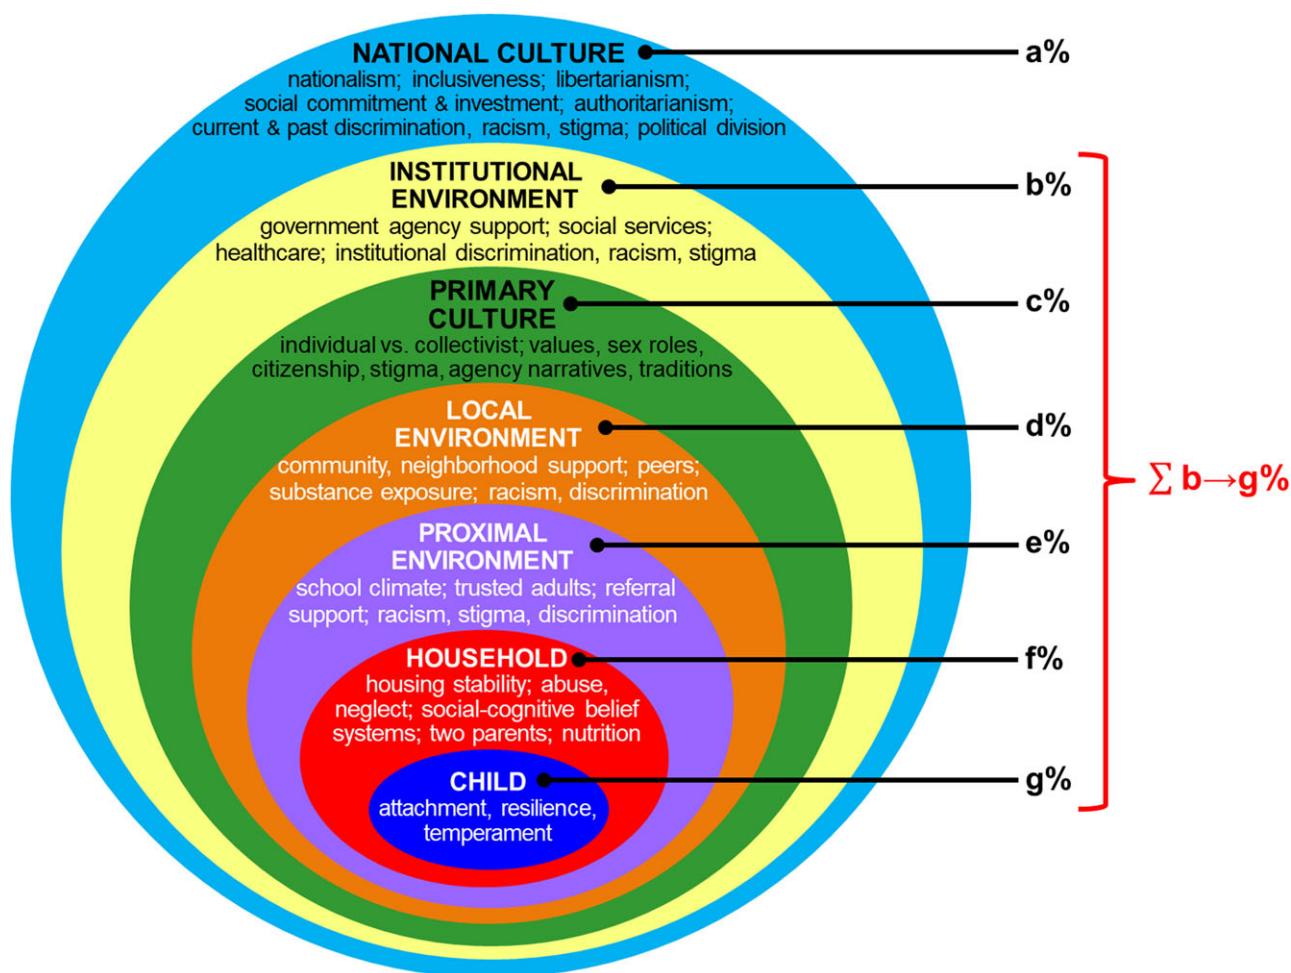 NATIONAL CULTURE
a%
nationalism; inclusiveness; libertarianism;
social commitment & investment; authoritarianism;
current & past discrimination, racism, stigma; political division
INSTITUTIONAL
ENVIRONMENT
b%
government agency support; social services;
healthcare; institutional discrimination, racism, stigma
PRIMARY
CULTURE
c%
individual vs. collectivist; values, sex roles,
citizenship, stigma, agency narratives, traditions
LOCAL
ENVIRONMENT
d%
community, neighborhood support; peers;
substance exposure; racism, discrimination
∑ b→g%
PROXIMAL
ENVIRONMENT
e%
school climate; trusted adults; referral
support; racism, stigma, discrimination
HOUSEHOLD
f%
housing stability; abuse,
neglect; social-cognitive belief
systems; two parents; nutrition
CHILD
g%
attachment, resilience,
temperament